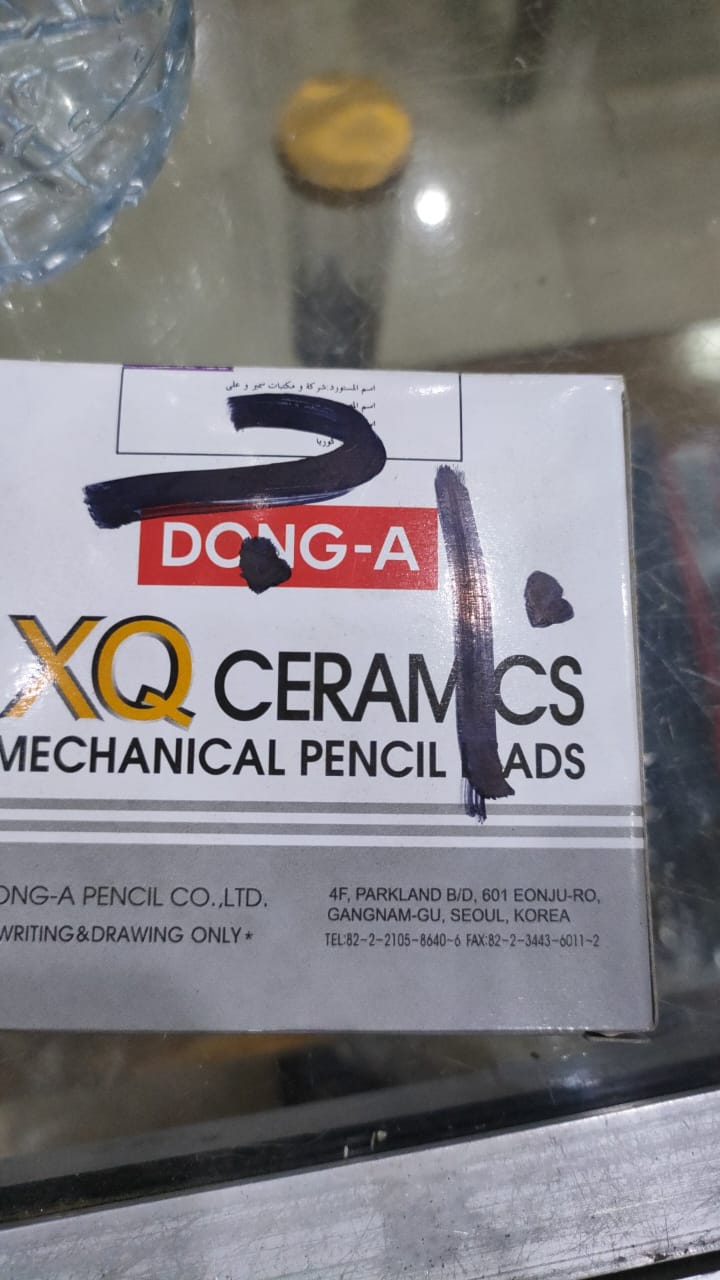 اسم المستورد:شركة و مكتبات سمير و علي
اسم
كوريا
DONG-A
XQ CERAMICS
MECHANICAL PENCIL LEADS
ONG-A PENCIL CO.,LTD.
WRITING&DRAWING ONLY*
4F, PARKLAND B/D, 601 EONJU-RO,
GANGNAM-GU, SEOUL, KOREA
TEL:82-2-2105-8640~6 FAX:82-2-3443-6011~2